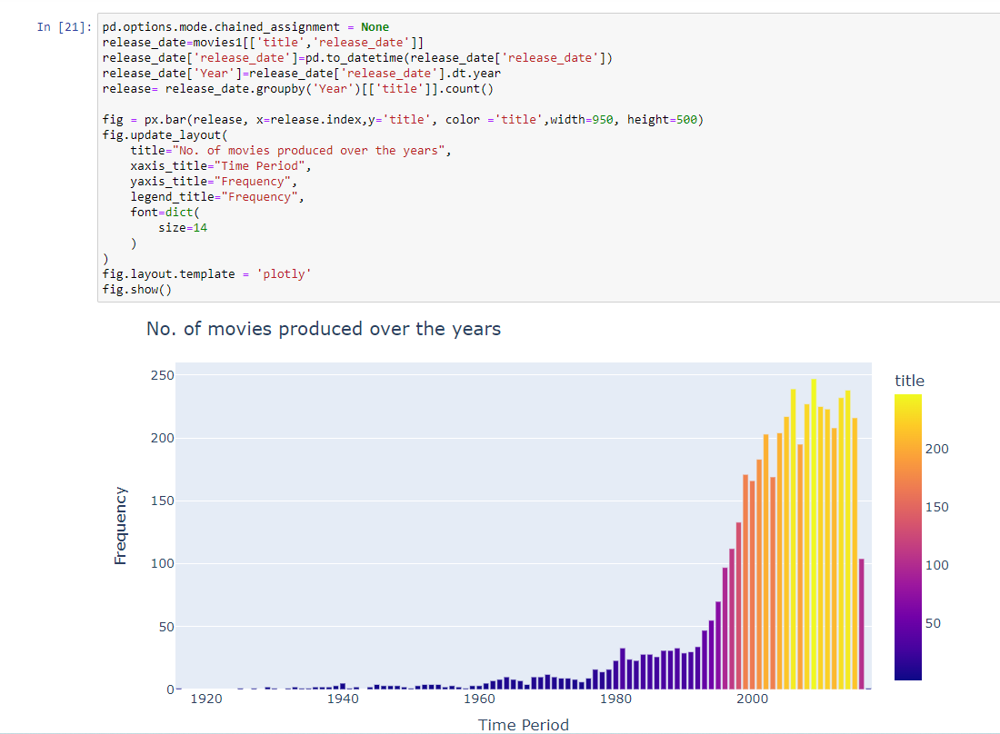 In [21]: pd.options.mode.chained_assignment = None
release_date=movies1[['title','release_date']]
release_date['release_date']=pd.to_datetime(release_date['release_date'])
release_date['Year']=release_date['release_date'].dt.year
release= release_date.groupby('Year')[['title']].count()
fig = px.bar(release, x=release.index,y='title', color ='title',width=950, height=500)
fig.update_layout(
title="No. of movies produced over the years",
xaxis_title="Time Period",
yaxis_title="Frequency",
legend_title="Frequency",
font=dict(
size=14
)
)
fig.layout.template = 'plotly'
fig.show()
No. of movies produced over the years
250
200
150
100
50
0
Frequency
1920
1940
1960
1980
2000
Time Period
title
200
150
100
50